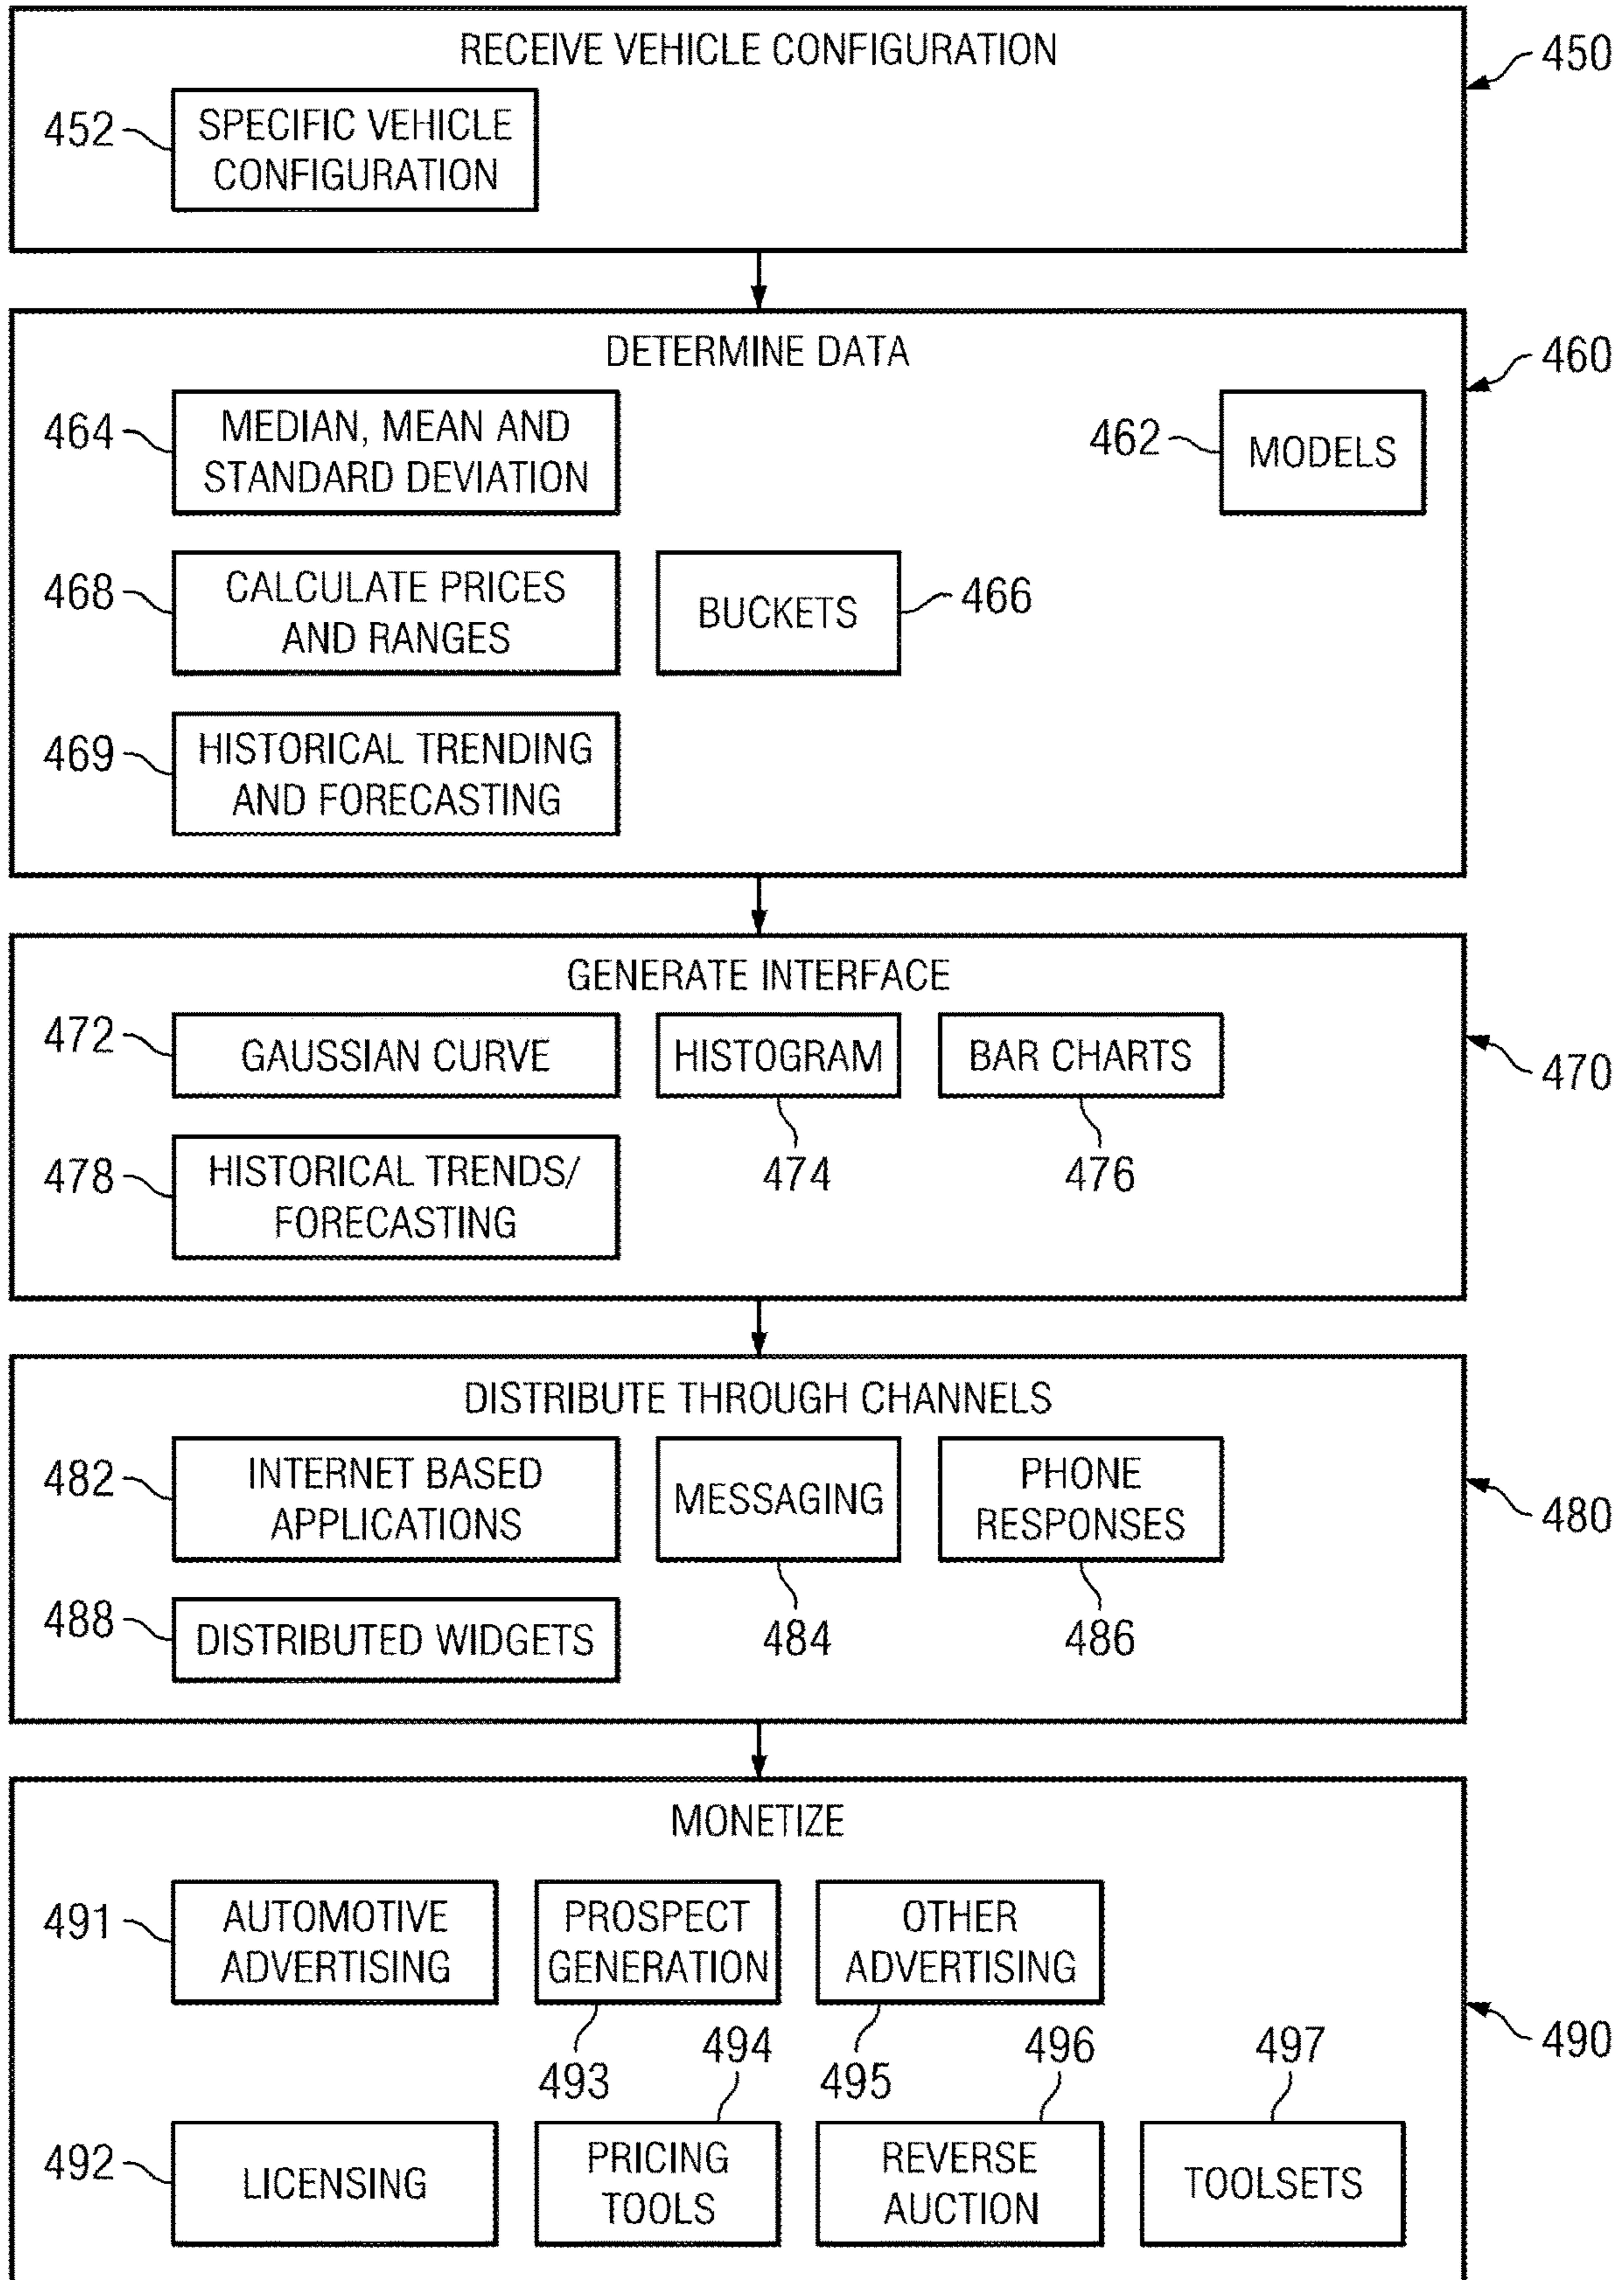 RECEIVE VEHICLE CONFIGURATION
450
452
SPECIFIC VEHICLE
CONFIGURATION
DETERMINE DATA
460
464
MEDIAN, MEAN AND
STANDARD DEVIATION
462
MODELS
468
CALCULATE PRICES
AND RANGES
BUCKETS
466
469
HISTORICAL TRENDING
AND FORECASTING
GENERATE INTERFACE
470
472
GAUSSIAN CURVE
HISTOGRAM
474
BAR CHARTS
476
478
HISTORICAL TRENDS/
FORECASTING
DISTRIBUTE THROUGH CHANNELS
480
482
INTERNET BASED
APPLICATIONS
MESSAGING
484
PHONE
RESPONSES
486
488
DISTRIBUTED WIDGETS
MONETIZE
490
491
AUTOMOTIVE
ADVERTISING
PROSPECT
GENERATION
493
OTHER
ADVERTISING
495
492
LICENSING
494
PRICING
TOOLS
496
REVERSE
AUCTION
497
TOOLSETS